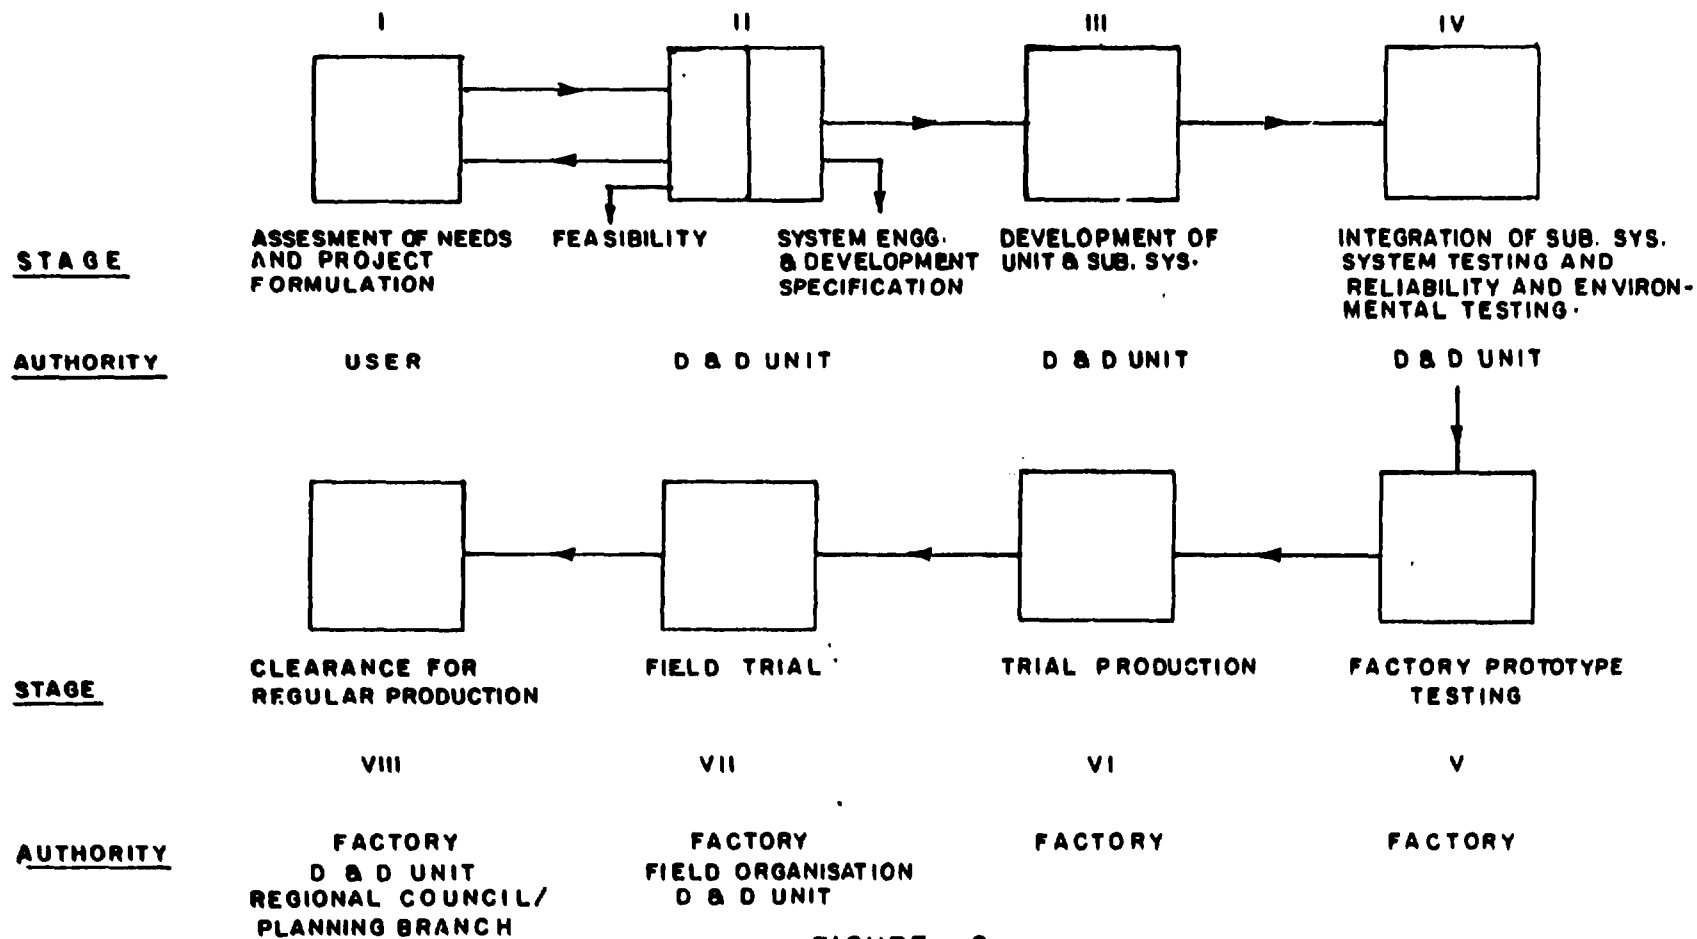 I II III IV
STAGE
ASSESMENT OF NEEDS
AND PROJECT
FORMULATION
FEASIBILITY
SYSTEM ENGG.
& DEVELOPMENT
SPECIFICATION
DEVELOPMENT OF
UNIT & SUB. SYS.
INTEGRATION OF SUB. SYS.
SYSTEM TESTING AND
RELIABILITY AND ENVIRON-
MENTAL TESTING.
AUTHORITY USER D & D UNIT D & D UNIT D & D UNIT
STAGE
CLEARANCE FOR
REGULAR PRODUCTION
FIELD TRIAL
TRIAL PRODUCTION
FACTORY PROTOTYPE
TESTING
VIII VII VI V
AUTHORITY
FACTORY
D & D UNIT
REGIONAL COUNCIL/
PLANNING BRANCH
FACTORY
FIELD ORGANISATION
D & D UNIT
FACTORY
FACTORY